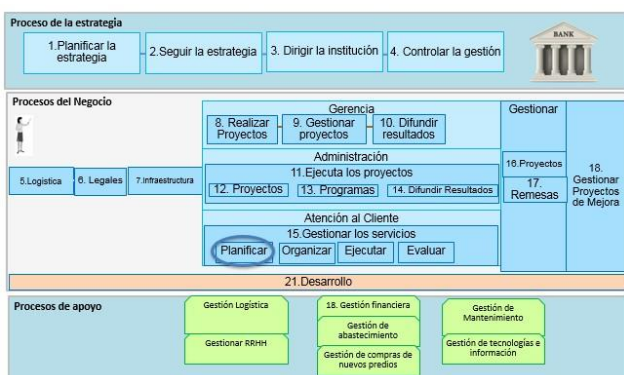 Proceso de la estrategia
BANK
1.Planificar la
estrategia
2.Seguir la estrategia
3. Dirigir la institución
4. Controlar la gestión
Procesos del Negocio
Gerencia
8. Realizar
Proyectos
9. Gestionar
proyectos
10. Difundir
resultados
Gestionar
Administración
11.Ejecuta los proyectos
12. Proyectos
13. Programas
14. Difundir Resultados
5.Logistica
6. Legales
7.Infraestructura
16.Proyectos
17.
Remesas
18.
Gestionar
Proyectos
de Mejora
Atención al Cliente
15.Gestionar los servicios
Planificar
Organizar
Ejecutar
Evaluar
21.Desarrollo
Procesos de apoyo
Gestión Logística
Gestionar RRHH
18. Gestión financiera
Gestión de
abastecimiento
Gestión de compras de
nuevos predios
Gestión de
Mantenimiento
Gestión de tecnologías e
información